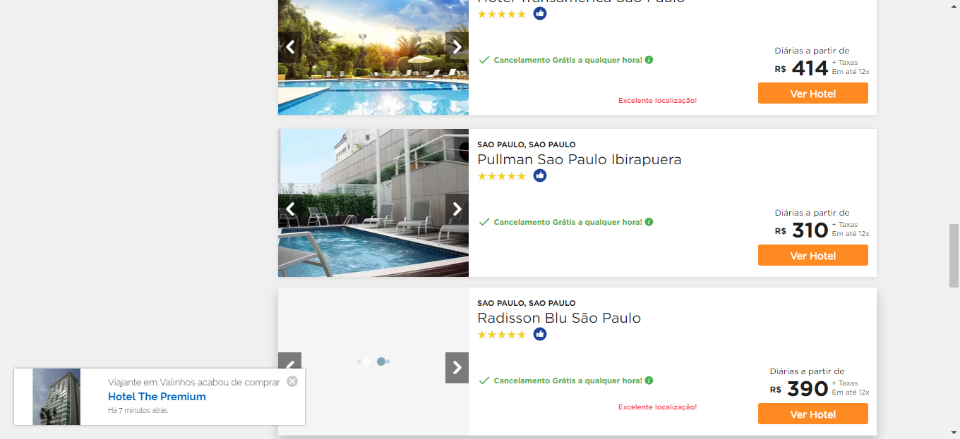 Hotel Transamerica São Paulo
Cancelamento Grátis a qualquer hora!
Excelente localização!
Diárias a partir de
R$ 414 + Taxas
Em até 12x
Ver Hotel
SAO PAULO, SAO PAULO
Pullman Sao Paulo Ibirapuera
Cancelamento Grátis a qualquer hora!
Diárias a partir de
R$ 310 + Taxas
Em até 12x
Ver Hotel
SAO PAULO, SAO PAULO
Radisson Blu São Paulo
Cancelamento Grátis a qualquer hora!
Excelente localização!
Diárias a partir de
R$ 390 + Taxas
Em até 12x
Ver Hotel
Viajante em Valinhos acabou de comprar
Hotel The Premium
Há 7 minutos atrás